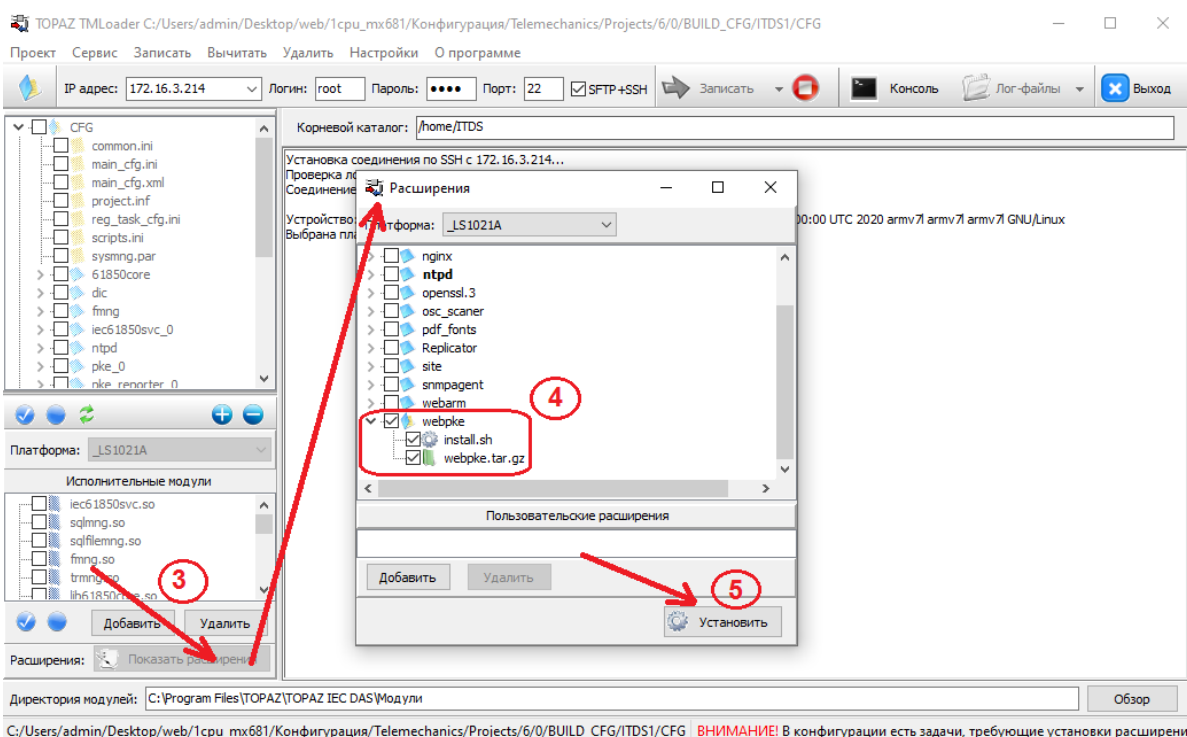 TOPAZ TMLoader C:/Users/admin/Desktop/web/1cpu_mx681/Конфигурация/Telemechanics/Projects/6/0/BUILD_CFG/ITDS1/CFG
Проект Сервис Записать Вычитать Удалить Настройки О программе
IP адрес: 172.16.3.214 Логин: root Пароль: •••• Порт: 22 SFTP+SSH Записать Консоль Лог-файлы Выход
CFG
common.ini
main_cfg.ini
main_cfg.xml
project.inf
reg_task_cfg.ini
scripts.ini
sysmng.par
61850core
dic
fmng
iec61850svc_0
ntpd
pke_0
pke_reporter_0
Платформа: _LS1021A
Исполнительные модули
iec61850svc.so
sqlmng.so
sqlfilemng.so
fmng.so
3
Добавить Удалить
Расширения: Показать расширения
Корневой каталог: /home/ITDS
Установка соединения по SSH с 172.16.3.214...
Проверка
Соединение
Устройство: 00:00 UTC 2020 armv7l armv7l armv7l GNU/Linux
Выбрана
Расширения
Платформа: _LS1021A
nginx
ntpd
openssl.3
osc_scaner
pdf_fonts
Replicator
site
snmpagent
webarm
webpke
install.sh
webpke.tar.gz
4
Пользовательские расширения
Добавить Удалить
5
Установить
Директория модулей: C:\Program Files\TOPAZ\TOPAZ IEC DAS\Модули Обзор
C:/Users/admin/Desktop/web/1cpu_mx681/Конфигурация/Telemechanics/Projects/6/0/BUILD_CFG/ITDS1/CFG ВНИМАНИЕ! В конфигурации есть задачи, требующие установки расширени